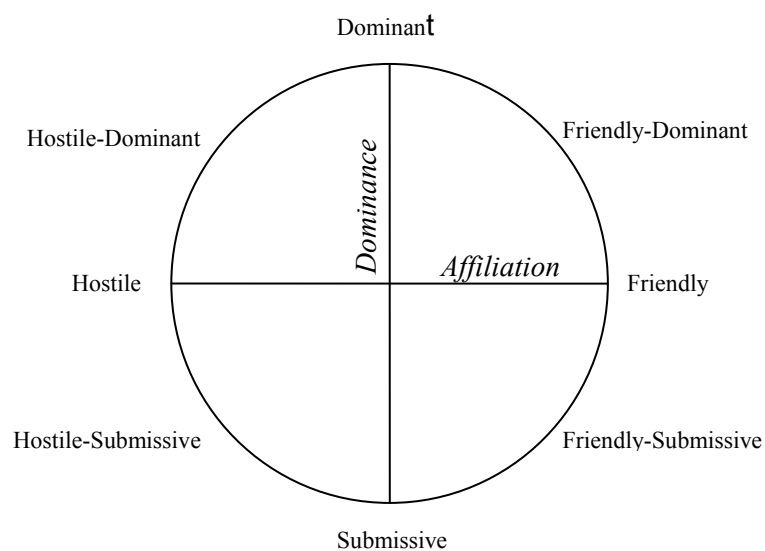 Dominant
Hostile-Dominant
Friendly-Dominant
Dominance
Affiliation
Hostile
Friendly
Hostile-Submissive
Friendly-Submissive
Submissive